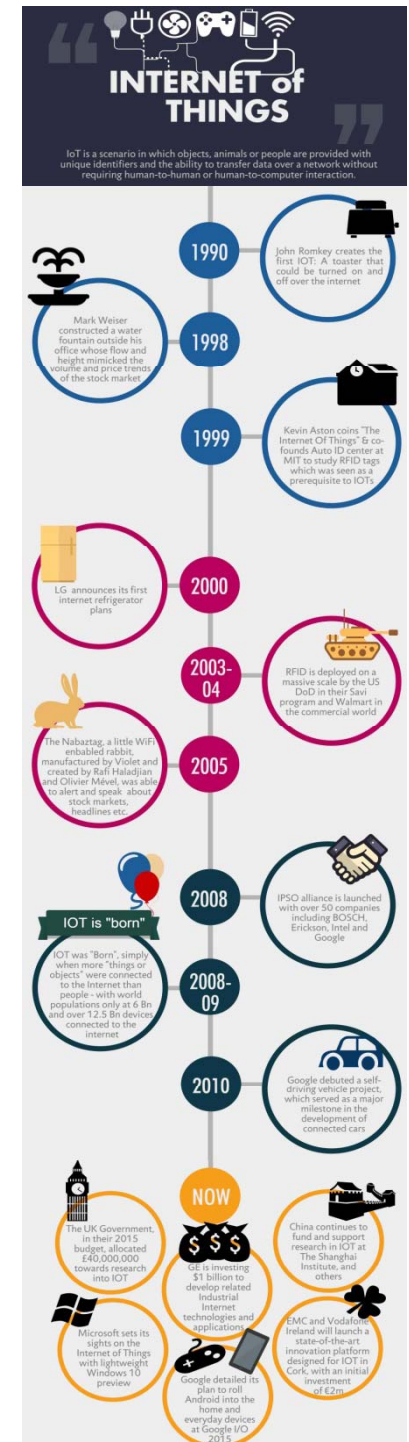 INTERNET of
THINGS
IoT is a scenario in which objects, animals or people are provided with
unique identifiers and the ability to transfer data over a network without
requiring human-to-human or human-to-computer interaction.
1990
John Romkey creates the
first IOT: A toaster that
could be turned on and
off over the internet
Mark Weiser
constructed a water
fountain outside his
office whose flow and
height mimicked the
volume and price trends
of the stock market
1998
1999
Kevin Aston coins "The
Internet Of Things" & co-
founds Auto ID center at
MIT to study RFID tags
which was seen as a
prerequisite to IOTs
LG announces its first
internet refrigerator
plans
2000
2003-
04
RFID is deployed on a
massive scale by the US
DoD in their Savi
program and Walmart in
the commercial world
The Nabaztag, a little WiFi
enbabled rabbit,
manufactured by Violet and
created by Rafi Haladjian
and Olivier Mével, was able
to alert and speak about
stock markets,
headlines etc.
2005
2008
IPSO alliance is launched
with over 50 companies
including BOSCH,
Erickson, Intel and
Google
IOT is "born"
IOT was "Born", simply
when more "things or
objects" were connected
to the Internet than
people - with world
populations only at 6 Bn
and over 12.5 Bn devices
connected to the
internet
2008-
09
2010
Google debuted a self-
driving vehicle project,
which served as a major
milestone in the
development of
connected cars
NOW
The UK Government,
in their 2015
budget, allocated
£40,000,000
towards research
into IOT
$ $ $
GE is investing
$1 billion to
develop related
Industrial
Internet
technologies and
applications
China continues to
fund and support
research in IOT at
The Shanghai
Institute, and
others
Microsoft sets its
sights on the
Internet of Things
with lightweight
Windows 10
preview
Google detailed its
plan to roll
Android into the
home and
everyday devices
at Google I/O
2015
EMC and Vodafone
Ireland will launch a
state-of-the-art
innovation platform
designed for IOT in
Cork, with an initial
investment
of €2m